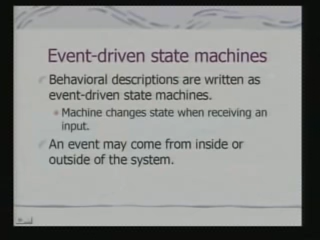 Event-driven state machines
Behavioral descriptions are written as
event-driven state machines.
Machine changes state when receiving an
input.
An event may come from inside or
outside of the system.